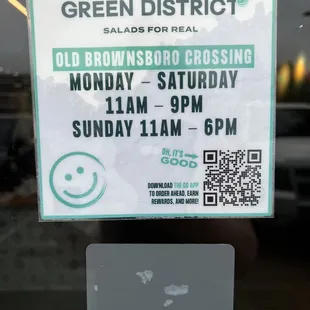 GREEN DISTRICT
SALADS FOR REAL
OLD BROWNSBORO CROSSING
MONDAY – SATURDAY
11AM – 9PM
SUNDAY 11AM – 6PM
OH, IT'S
GOOD
DOWNLOAD THE GD APP
TO ORDER AHEAD, EARN
REWARDS, AND MORE!